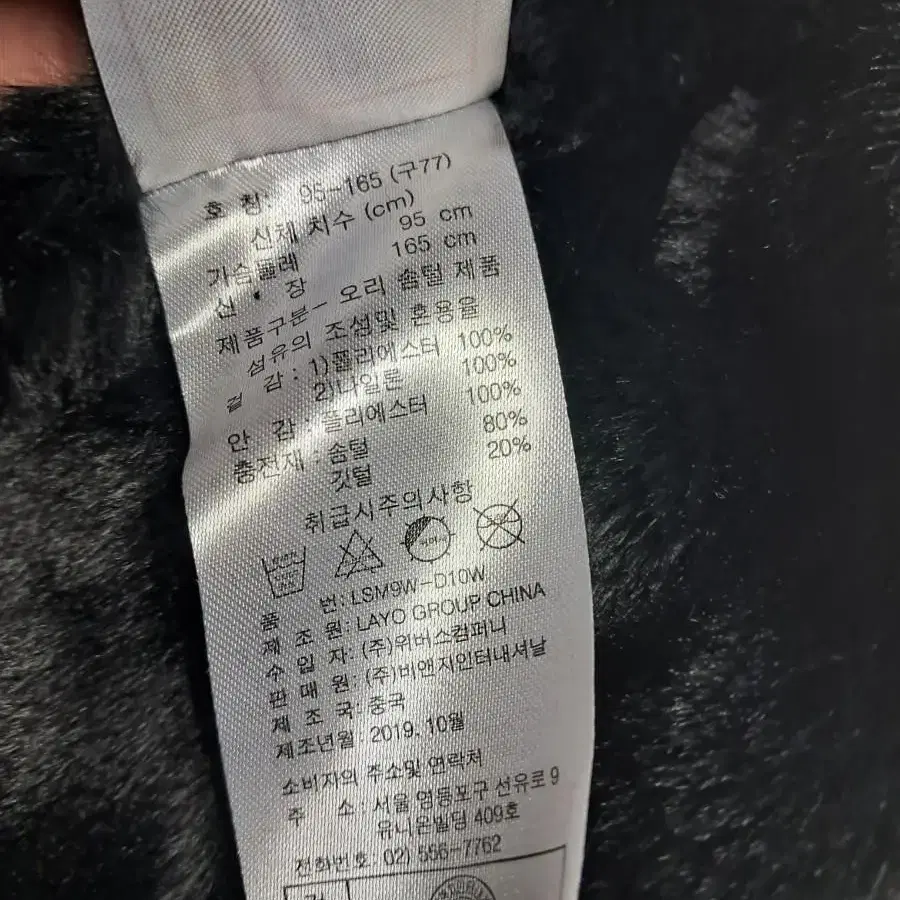 호 칭: 95-165 (구77)
신체 치수 (cm)
가슴둘레 95 cm
신 장 165 cm
제품구분- 오리 솜털 제품
섬유의 조성및 혼용율
겉 감 : 1)폴리에스터 100%
2)나일론 100%
안 감 : 폴리에스터 100%
충전재 : 솜털 80%
깃털 20%
취급시주의사항
품 번: LSM9W-D10W
제 조 원: LAYO GROUP CHINA
수 입 자: (주)위버스컴퍼니
판 매 원: (주)비앤지인터내셔날
제 조 국: 중국
제조년월 : 2019. 10월
소비자의 주소및 연락처
주 소 : 서울 영등포구 선유로 9
유니온빌딩 409호
전화번호: 02) 556-7762